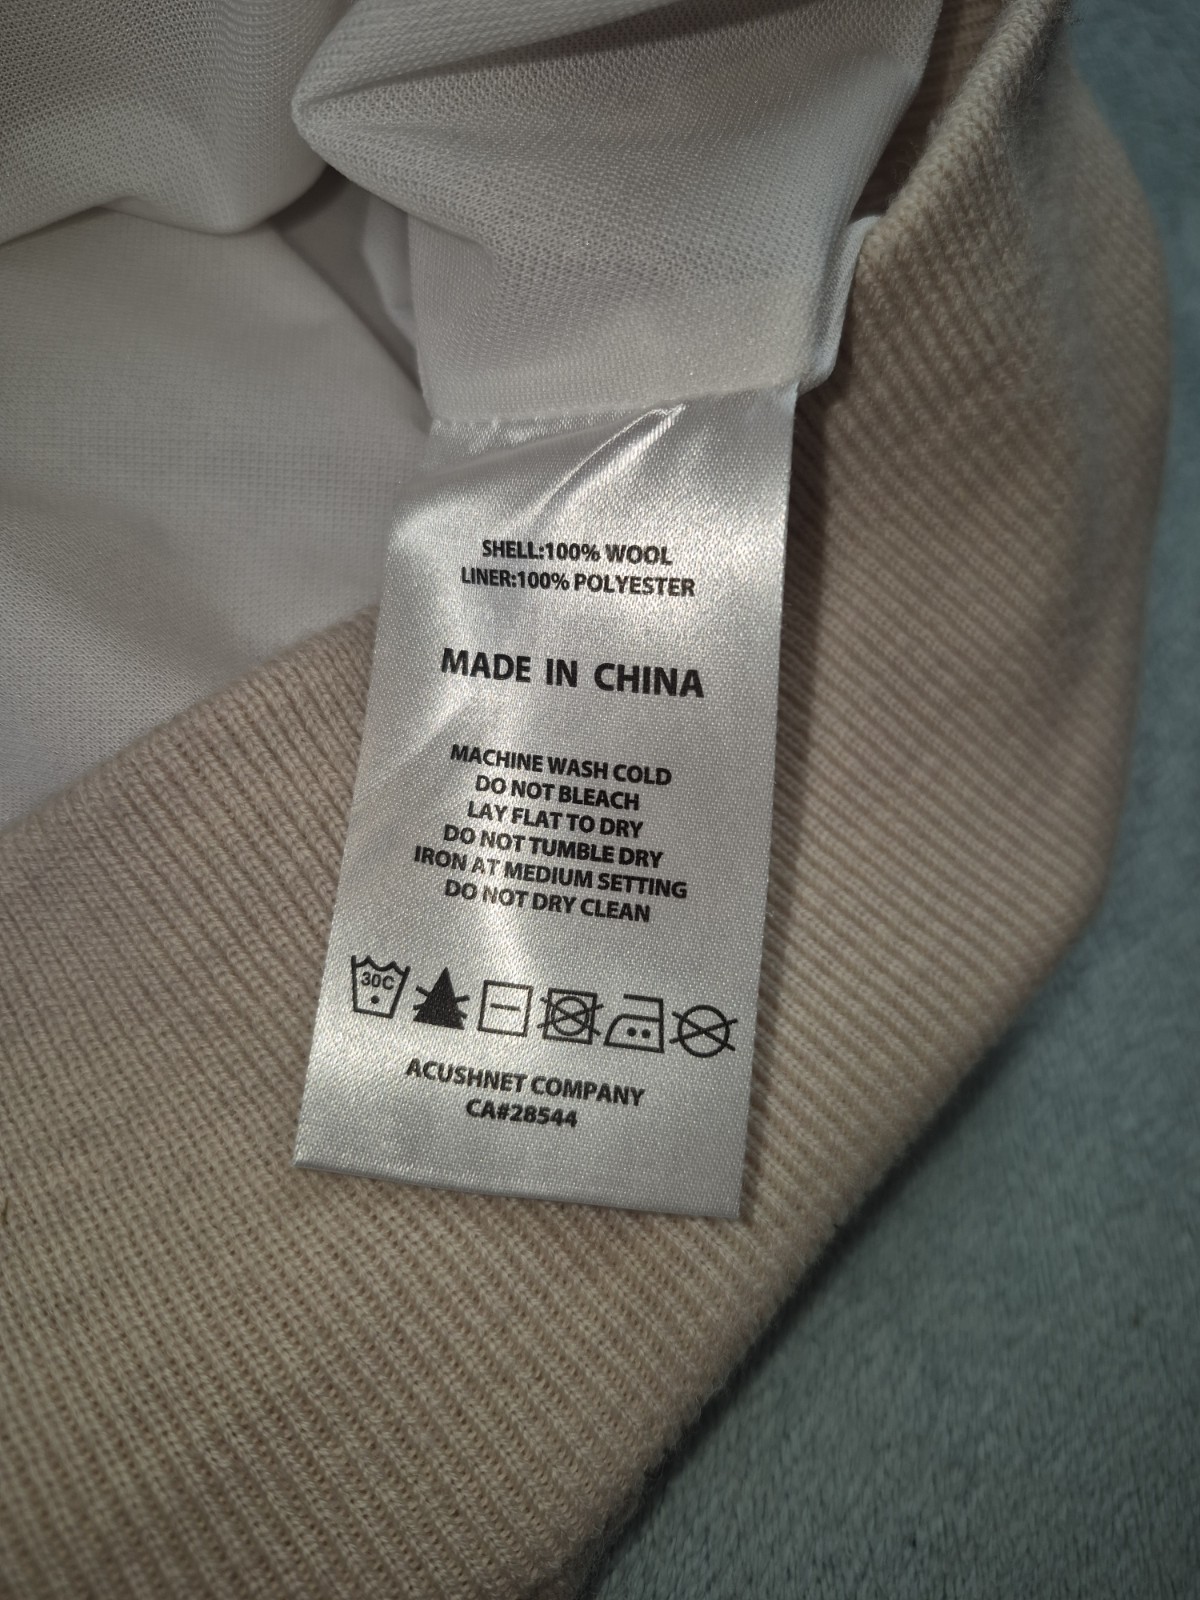 SHELL:100% WOOL
LINER:100% POLYESTER
MADE IN CHINA
MACHINE WASH COLD
DO NOT BLEACH
LAY FLAT TO DRY
DO NOT TUMBLE DRY
IRON AT MEDIUM SETTING
DO NOT DRY CLEAN
30C
ACUSHNET COMPANY
CA#28544